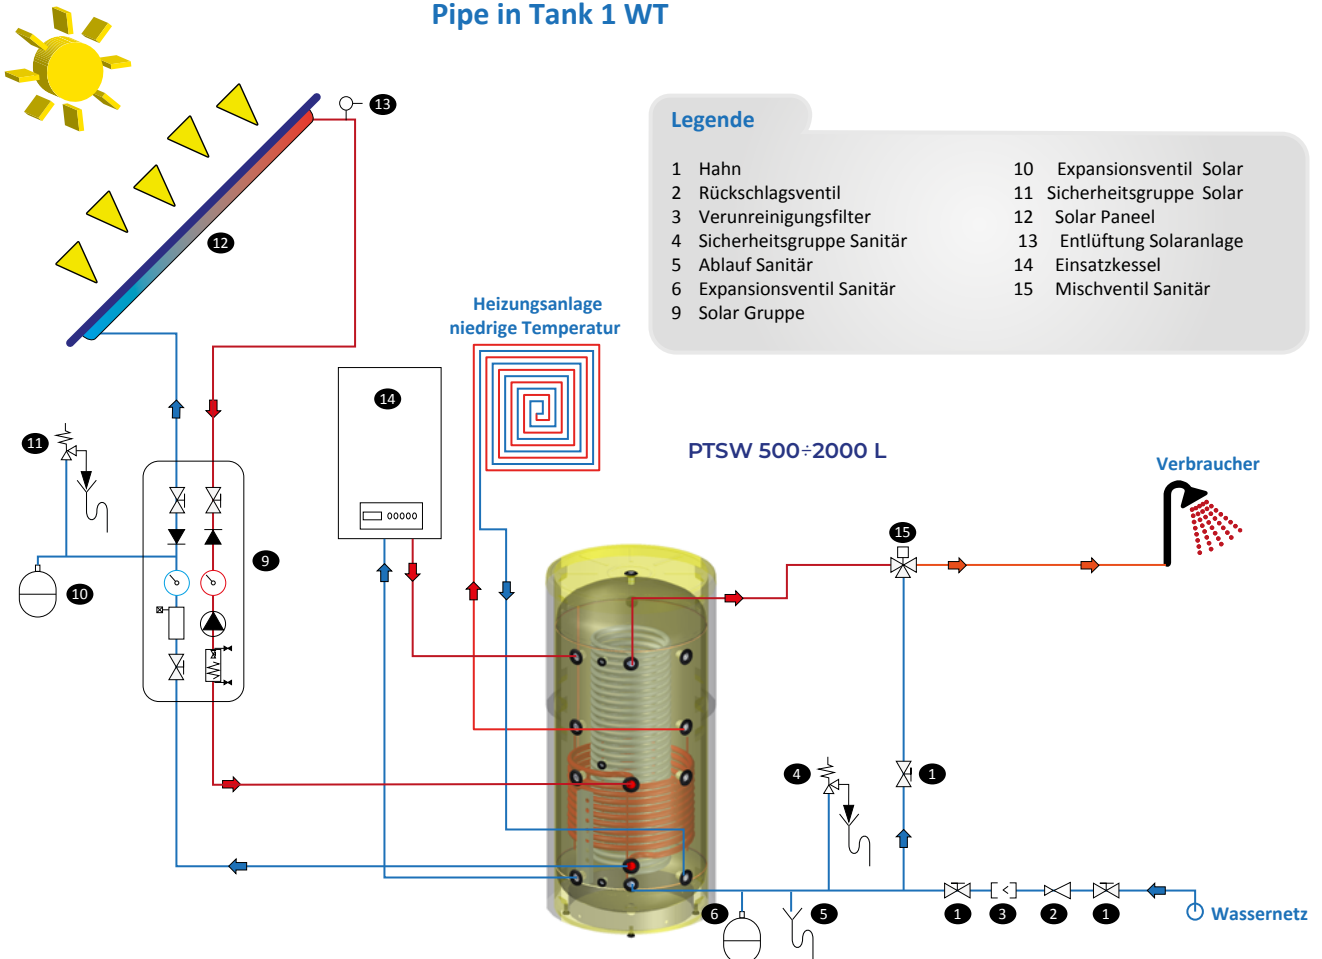 Pipe in Tank 1 WT
13
Legende
1 Hahn
2 Rückschlagsventil
3 Verunreinigungsfilter
4 Sicherheitsgruppe Sanitär
5 Ablauf Sanitär
6 Expansionsventil Sanitär
9 Solar Gruppe
10 Expansionsventil Solar
11 Sicherheitsgruppe Solar
12 Solar Paneel
13 Entlüftung Solaranlage
14 Einsatzkessel
15 Mischventil Sanitär
12
Heizungsanlage
niedrige Temperatur
14
11
PTSW 500÷2000 L
Verbraucher
15
9
10
4
1
6
5
1
3
2
1
Wassernetz